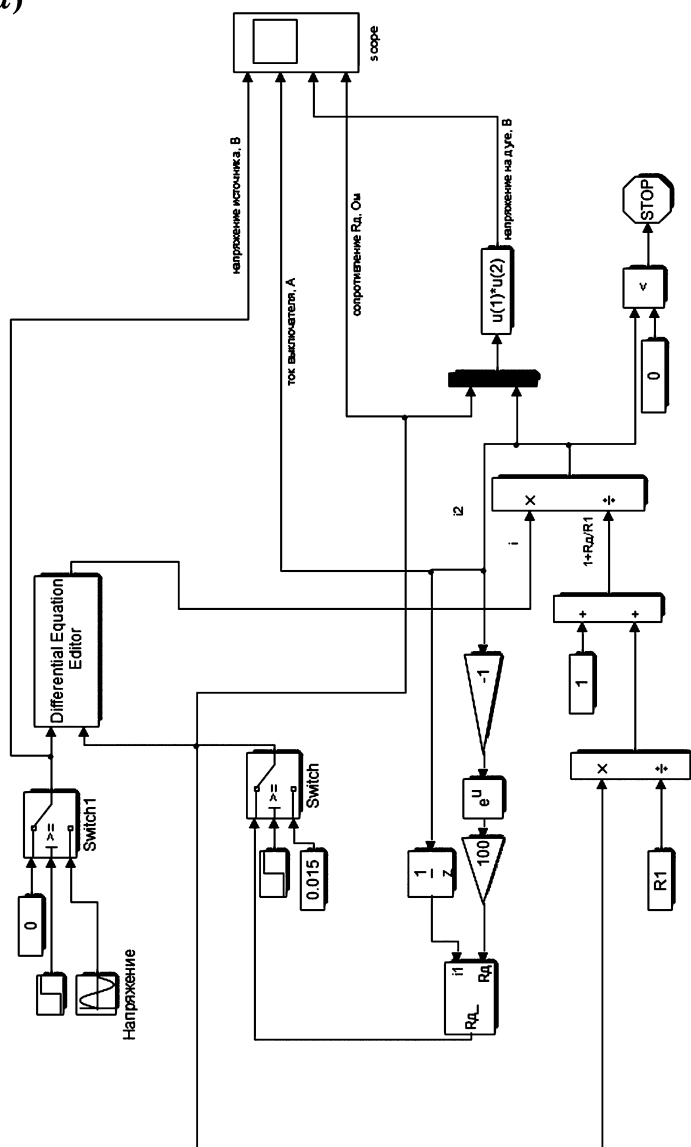 а)
scope
напряжение источника, В
ток выключателя, А
сопротивление Rд, Ом
напряжение на дуге, В
STOP
<
0
u(1)*u(2)
i2
i
×
÷
1+Rд/R1
Differential Equation
Editor
+
+
1
-1
Switch1
>=
0
Напряжение
Switch
>=
0.015
e^u
100
1
z
i1
Rд
Rд_
×
÷
R1